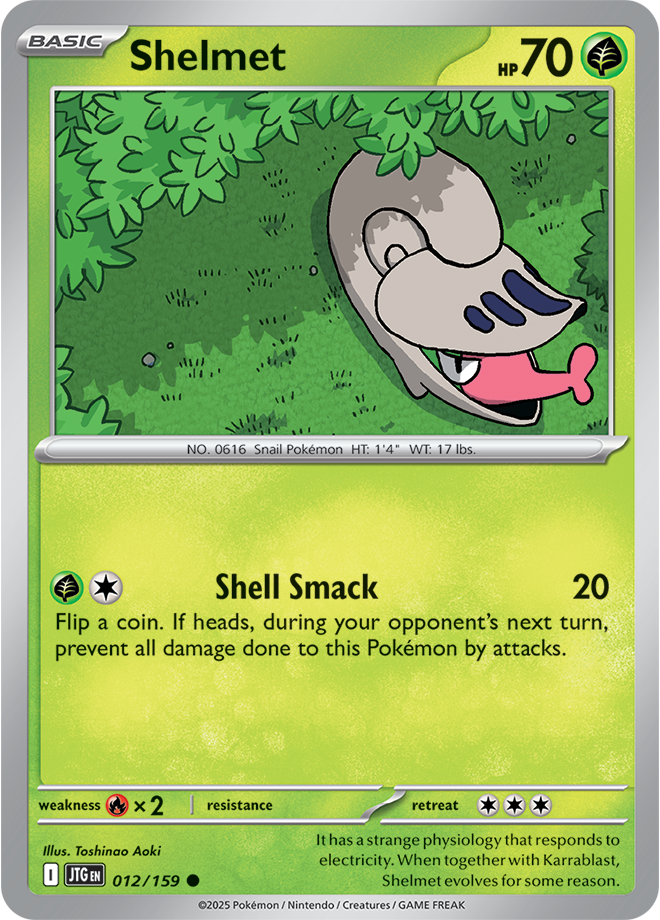 BASIC
Shelmet
HP 70
NO. 0616 Snail Pokémon HT: 1'4" WT: 17 lbs.
Shell Smack 20
Flip a coin. If heads, during your opponent's next turn,
prevent all damage done to this Pokémon by attacks.
weakness ×2 resistance retreat
Illus. Toshinao Aoki
It has a strange physiology that responds to
electricity. When together with Karrablast,
Shelmet evolves for some reason.
I JTG EN 012/159
©2025 Pokémon / Nintendo / Creatures / GAME FREAK